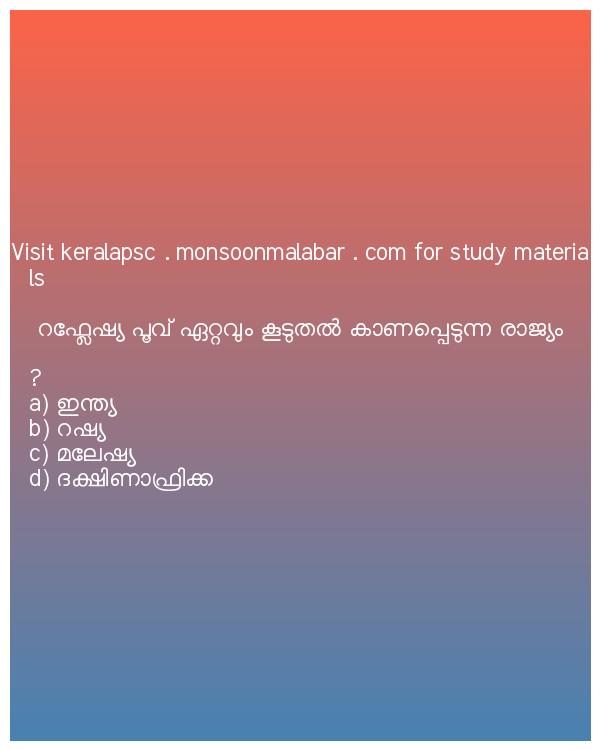 Visit keralapsc . monsoonmalabar . com for study materia
ls
റഫ്ലേഷ്യ പൂവ് ഏറ്റവും കൂടുതൽ കാണപ്പെടുന്ന രാജ്യം
?
a) ഇന്ത്യ
b) റഷ്യ
c) മലേഷ്യ
d) ദക്ഷിണാഫ്രിക്ക